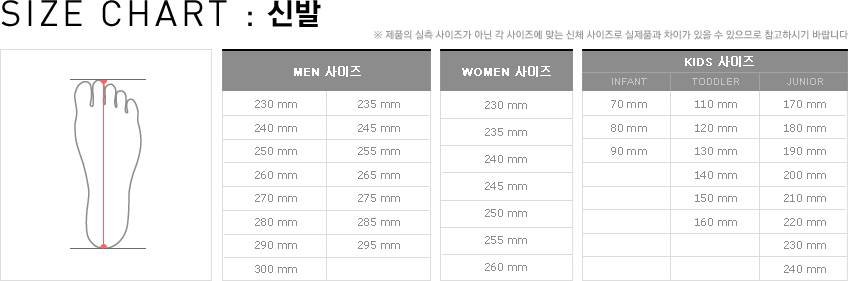 SIZE CHART : 신발
※ 제품의 실측 사이즈가 아닌 각 사이즈에 맞는 신체 사이즈로 실제품과 차이가 있을 수 있으므로 참고하시기 바랍니다
MEN 사이즈
230 mm 235 mm
240 mm 245 mm
250 mm 255 mm
260 mm 265 mm
270 mm 275 mm
280 mm 285 mm
290 mm 295 mm
300 mm
WOMEN 사이즈
230 mm
235 mm
240 mm
245 mm
250 mm
255 mm
260 mm
KIDS 사이즈
INFANT TODDLER JUNIOR
70 mm 110 mm 170 mm
80 mm 120 mm 180 mm
90 mm 130 mm 190 mm
140 mm 200 mm
150 mm 210 mm
160 mm 220 mm
230 mm
240 mm